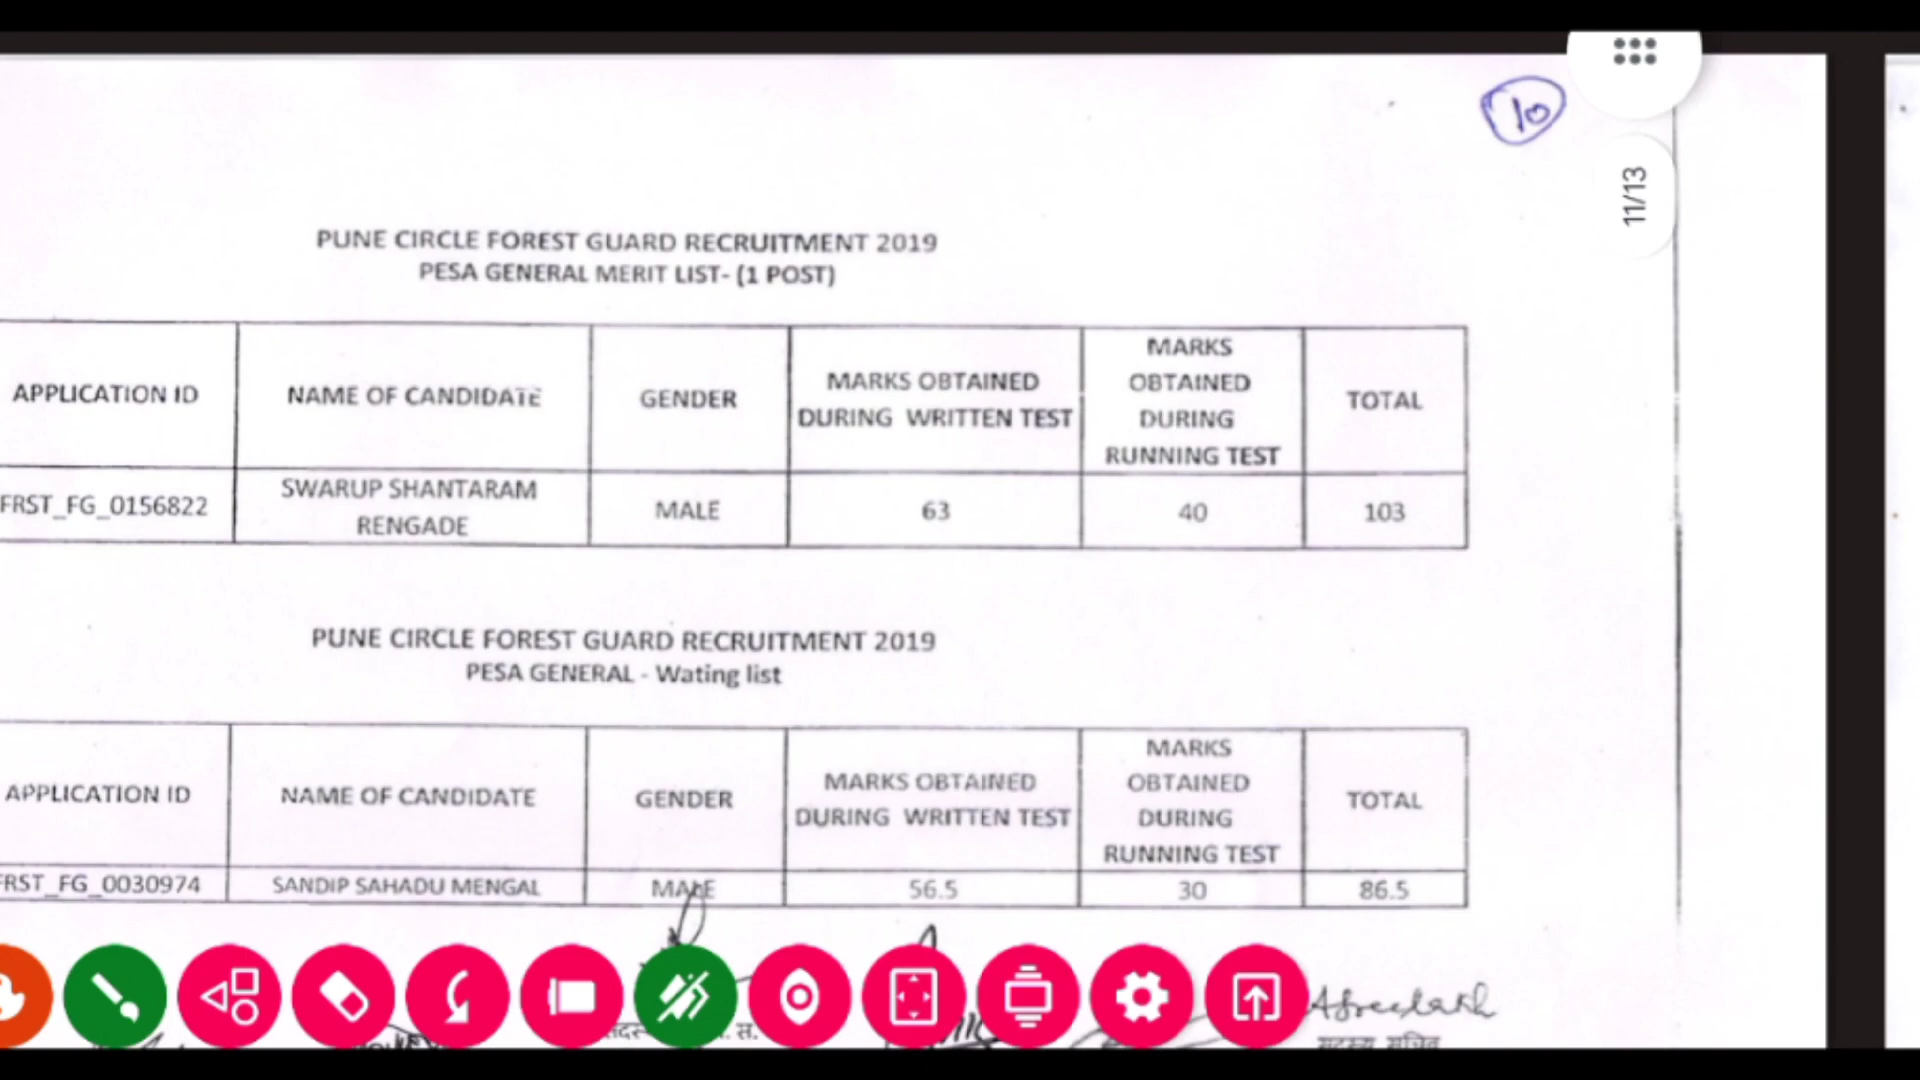 10
11/13
PUNE CIRCLE FOREST GUARD RECRUITMENT 2019
PESA GENERAL MERIT LIST- (1 POST)
APPLICATION ID NAME OF CANDIDATE GENDER MARKS OBTAINED DURING WRITTEN TEST MARKS OBTAINED DURING RUNNING TEST TOTAL
FRST_FG_0156822 SWARUP SHANTARAM RENGADE MALE 63 40 103
PUNE CIRCLE FOREST GUARD RECRUITMENT 2019
PESA GENERAL - Wating list
APPLICATION ID NAME OF CANDIDATE GENDER MARKS OBTAINED DURING WRITTEN TEST MARKS OBTAINED DURING RUNNING TEST TOTAL
FRST_FG_0030974 SANDIP SAHADU MENGAL MALE 56.5 30 86.5
सदस्य सचिव